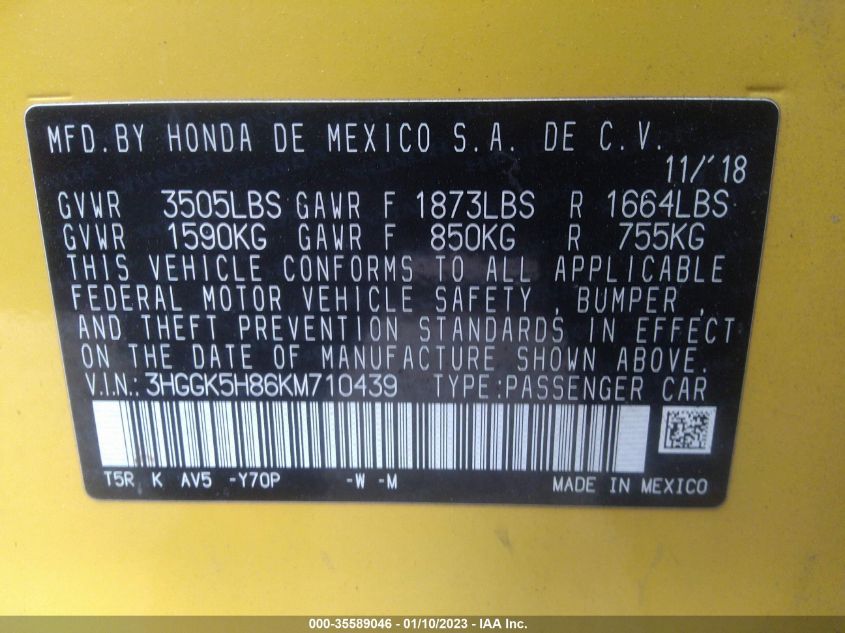 MFD.BY HONDA DE MEXICO S.A. DE C.V.
11/'18
GVWR 3505LBS GAWR F 1873LBS R 1664LBS
GVWR 1590KG GAWR F 850KG R 755KG
THIS VEHICLE CONFORMS TO ALL APPLICABLE
FEDERAL MOTOR VEHICLE SAFETY , BUMPER ,
AND THEFT PREVENTION STANDARDS IN EFFECT
ON THE DATE OF MANUFACTURE SHOWN ABOVE.
V.I.N.: 3HGGK5H86KM710439 TYPE:PASSENGER CAR
T5R K AV5 -Y70P -W -M MADE IN MEXICO
000-35589046 - 01/10/2023 - IAA Inc.